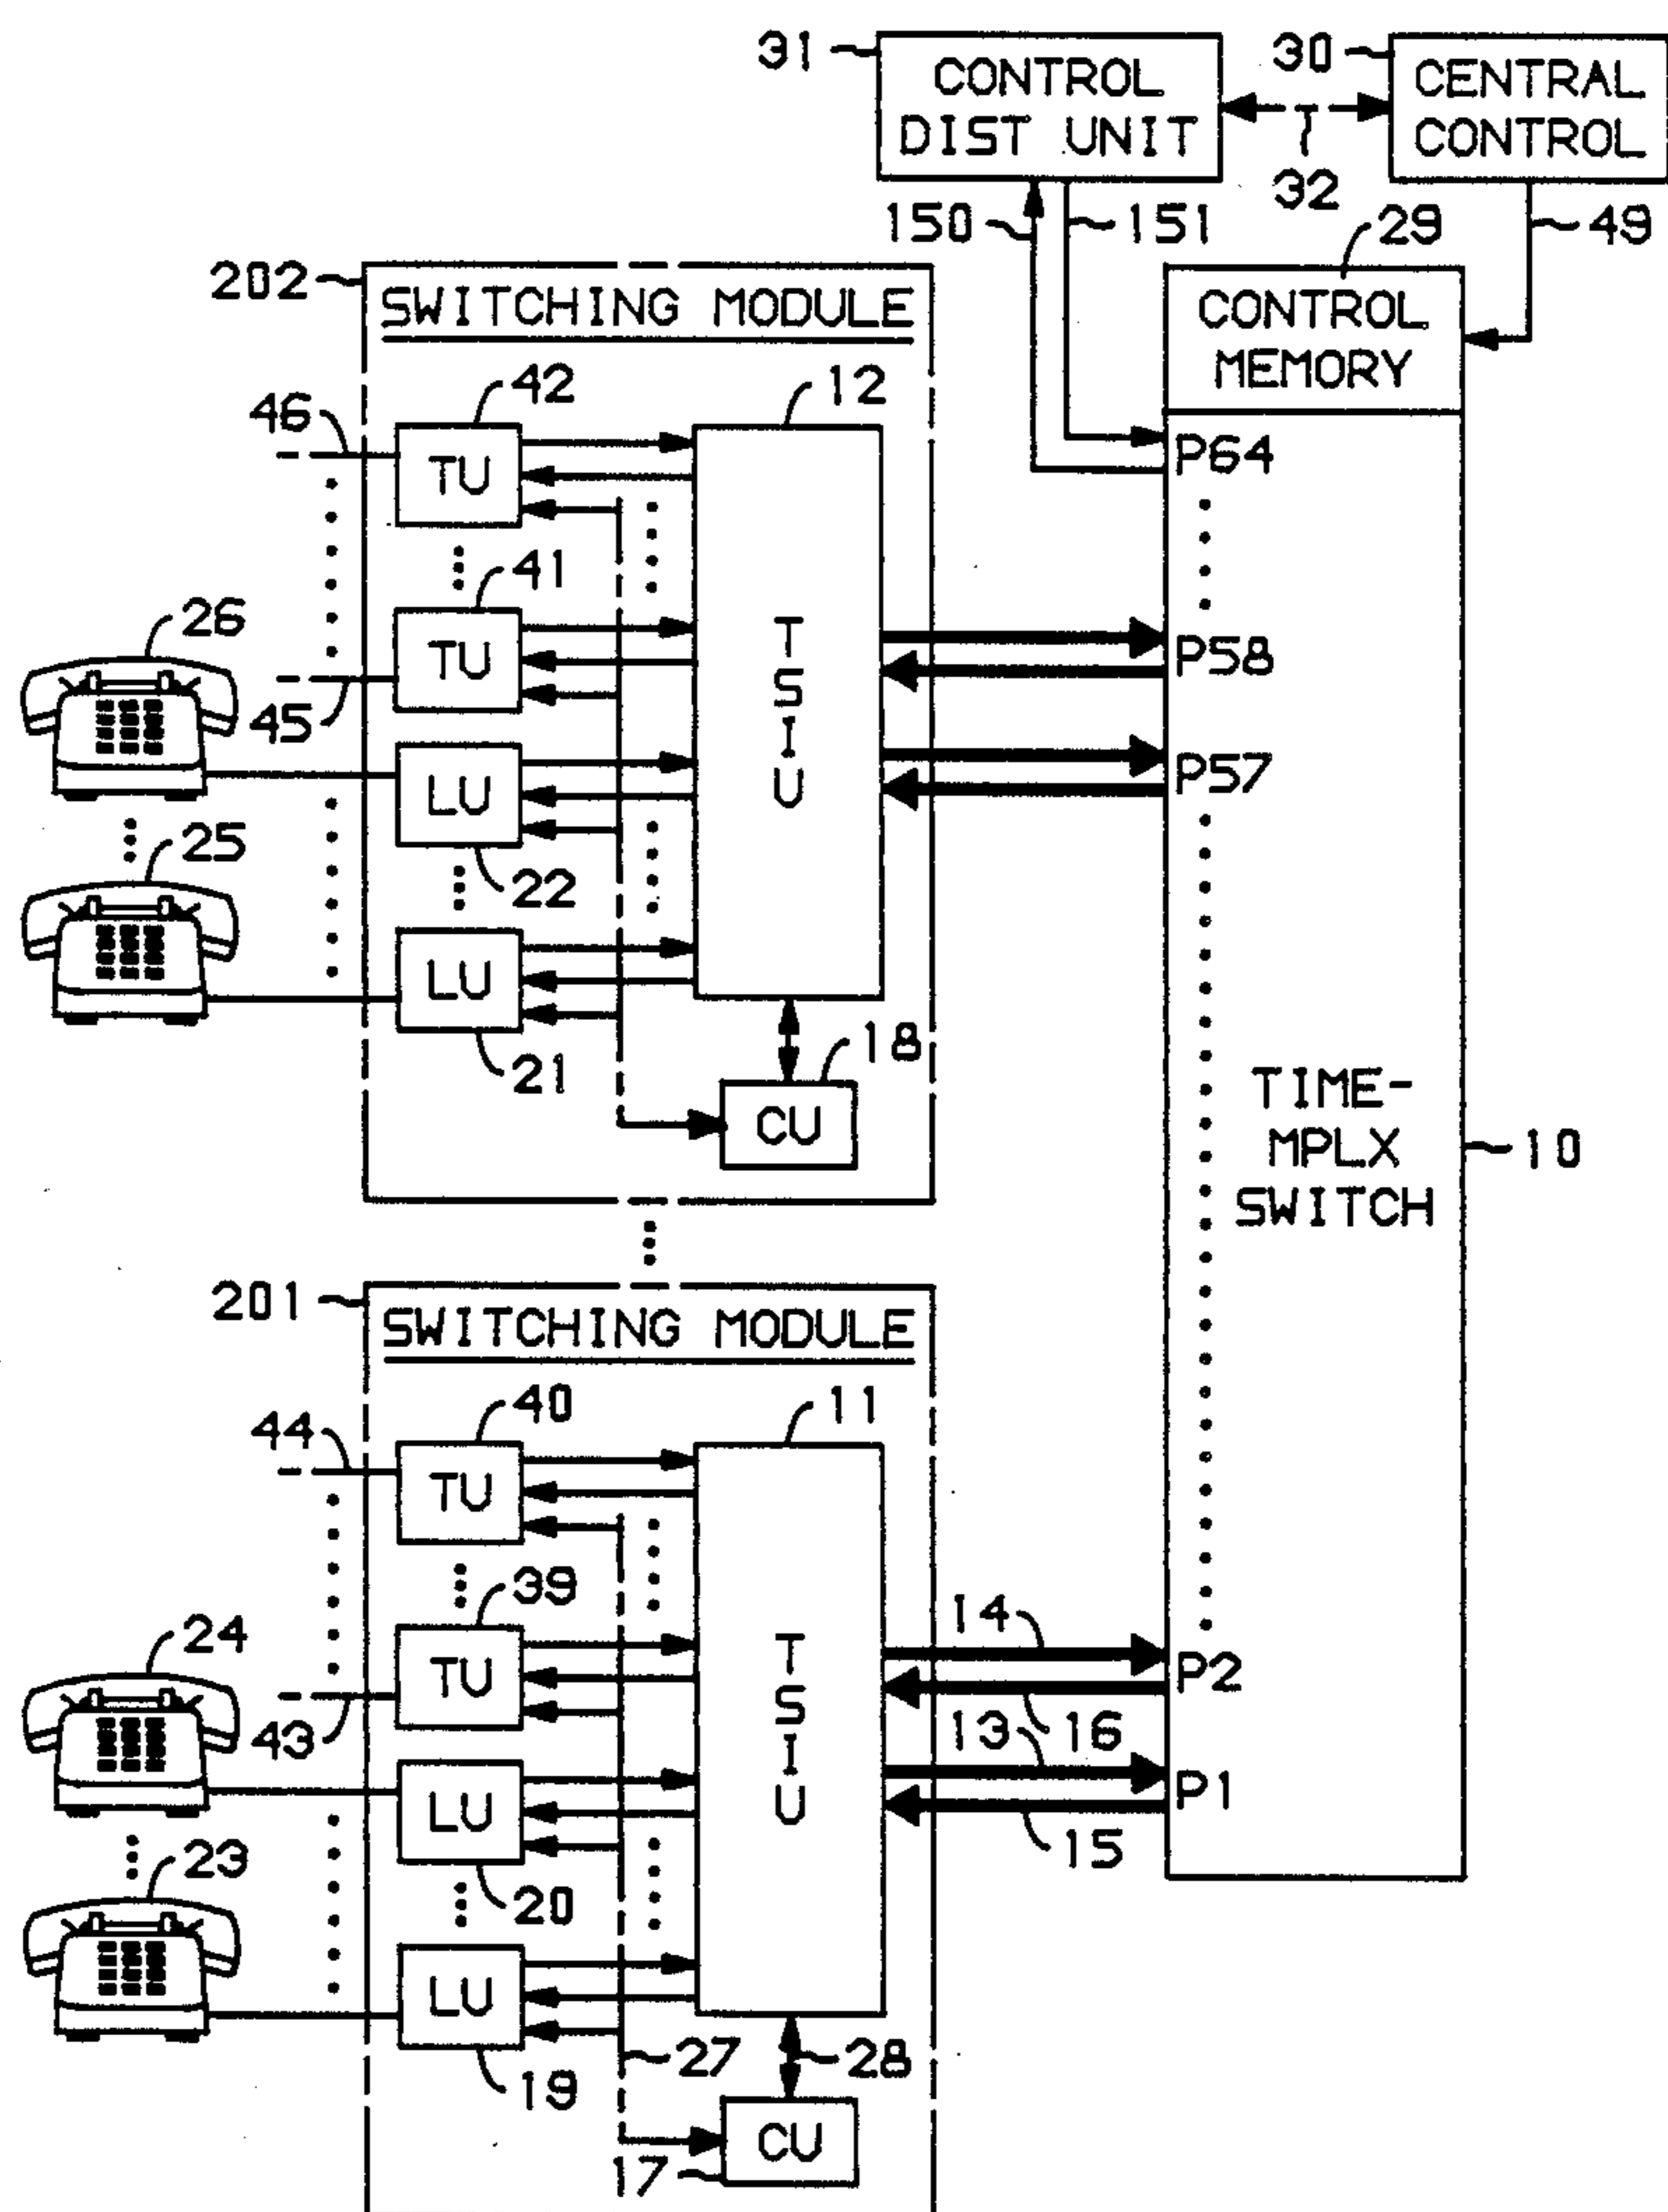 31
CONTROL
DIST UNIT
30
CENTRAL
CONTROL
32
150
151
29
49
202
SWITCHING MODULE
CONTROL
MEMORY
46
42
12
TU
P64
41
26
TU
TSIU
P58
45
P57
LU
25
22
LU
21
18
CU
TIME-
MPLX
SWITCH
10
201
SWITCHING MODULE
44
40
11
TU
39
24
TU
TSIU
14
P2
43
13
16
P1
LU
15
23
20
LU
19
27
28
CU
17